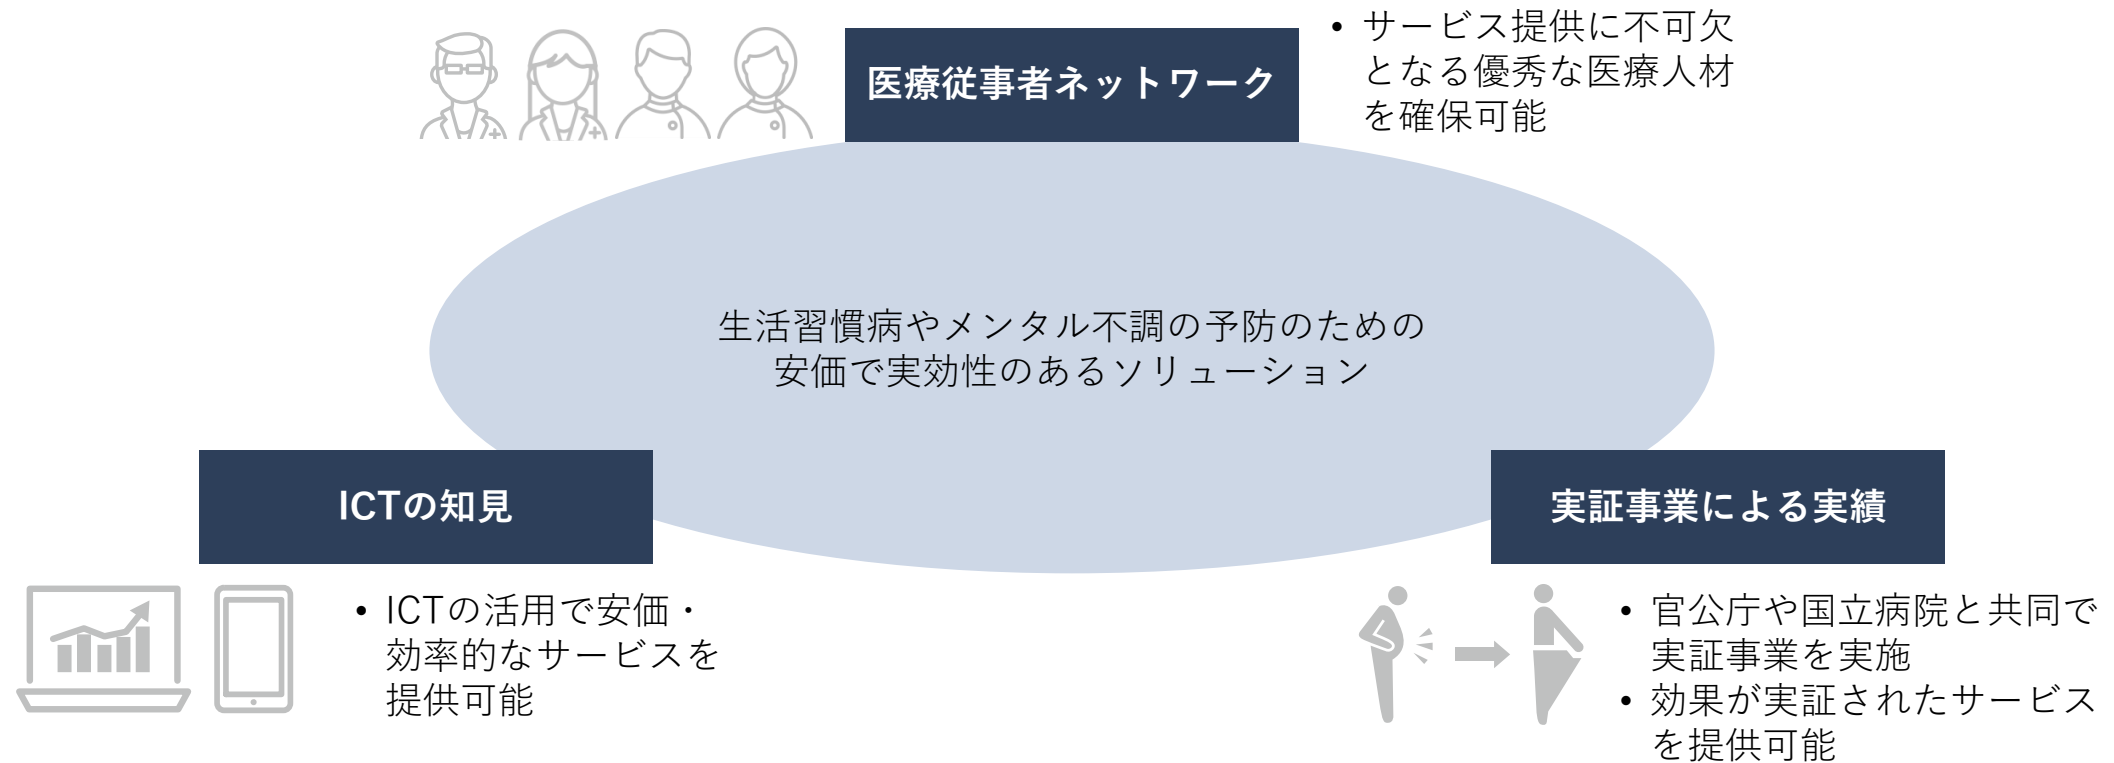 医療従事者ネットワーク
• サービス提供に不可欠
となる優秀な医療人材
を確保可能
生活習慣病やメンタル不調の予防のための
安価で実効性のあるソリューション
ICTの知見
• ICTの活用で安価・
効率的なサービスを
提供可能
実証事業による実績
• 官公庁や国立病院と共同で
実証事業を実施
• 効果が実証されたサービス
を提供可能